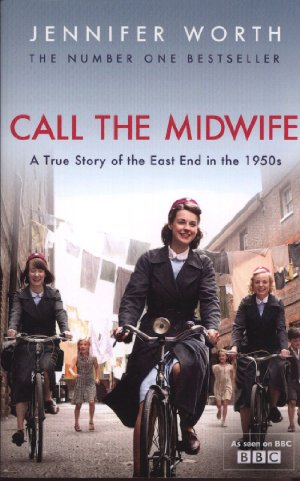 JENNIFER WORTH
THE NUMBER ONE BESTSELLER
CALL THE MIDWIFE
A True Story of the East End in the 1950s
As seen on BBC
BBC